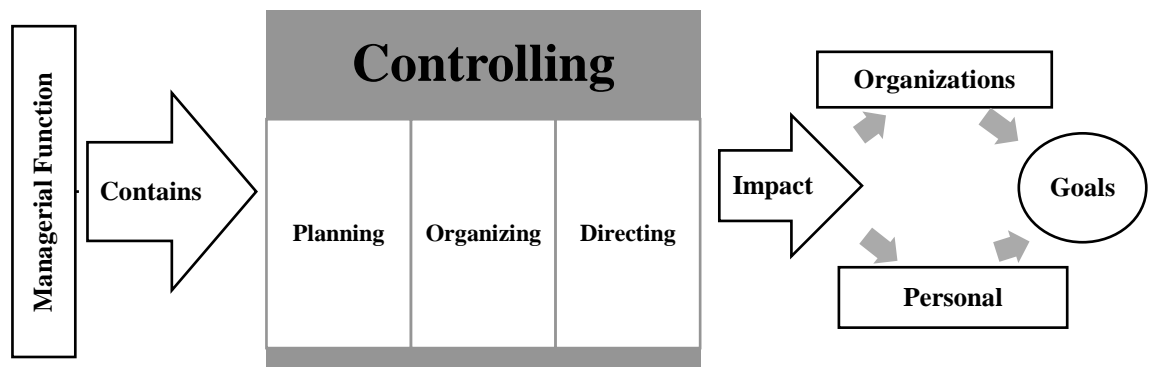 Managerial Function
Contains
Controlling
Planning
Organizing
Directing
Impact
Organizations
Personal
Goals